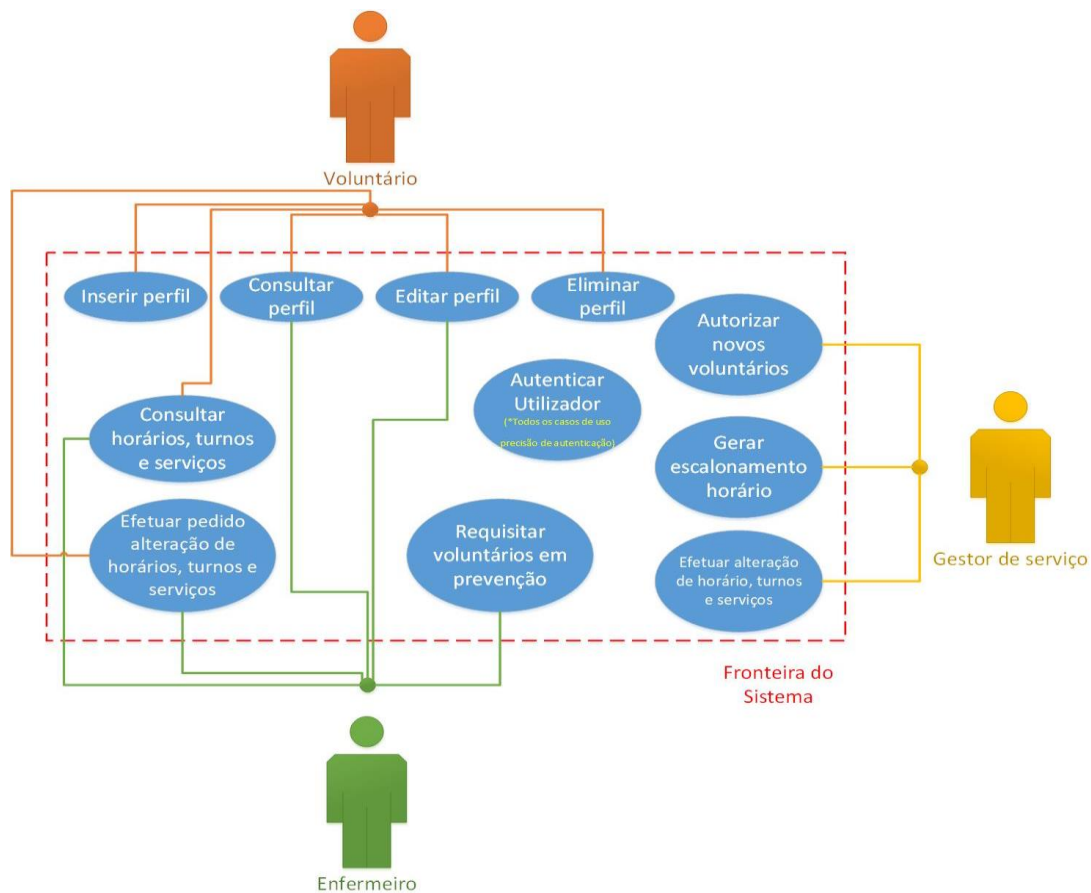 Voluntário
Inserir perfil
Consultar
perfil
Editar perfil
Eliminar
perfil
Autorizar
novos
voluntários
Autenticar
Utilizador
(*Todos os casos de uso
precisão de autenticação)
Consultar
horários, turnos
e serviços
Gerar
escalonamento
horário
Gestor de serviço
Efetuar pedido
alteração de
horários, turnos e
serviços
Requisitar
voluntários em
prevenção
Efetuar alteração
de horário, turnos
e serviços
Fronteira do
Sistema
Enfermeiro